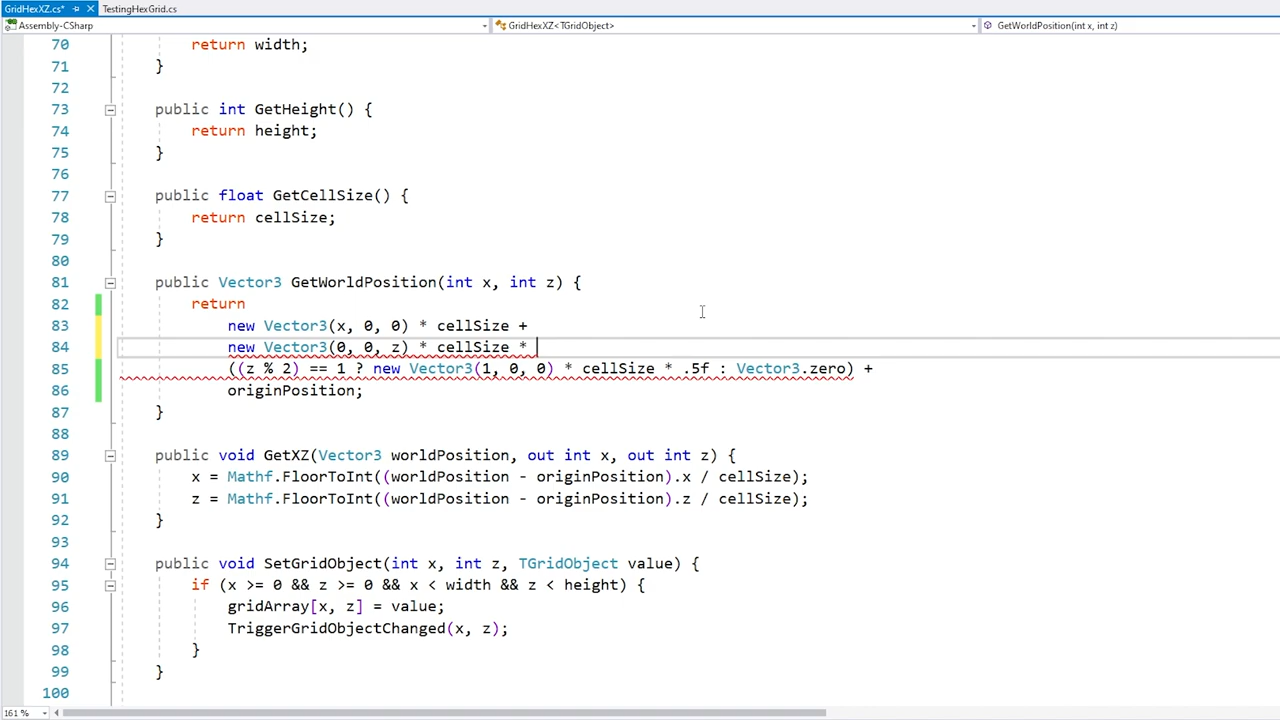 GridHexXZ.cs* TestingHexGrid.cs
Assembly-CSharp GridHexXZ<TGridObject> GetWorldPosition(int x, int z)
70 return width;
71 }
72
73 public int GetHeight() {
74 return height;
75 }
76
77 public float GetCellSize() {
78 return cellSize;
79 }
80
81 public Vector3 GetWorldPosition(int x, int z) {
82 return
83 new Vector3(x, 0, 0) * cellSize +
84 new Vector3(0, 0, z) * cellSize *
85 ((z % 2) == 1 ? new Vector3(1, 0, 0) * cellSize * .5f : Vector3.zero) +
86 originPosition;
87 }
88
89 public void GetXZ(Vector3 worldPosition, out int x, out int z) {
90 x = Mathf.FloorToInt((worldPosition - originPosition).x / cellSize);
91 z = Mathf.FloorToInt((worldPosition - originPosition).z / cellSize);
92 }
93
94 public void SetGridObject(int x, int z, TGridObject value) {
95 if (x >= 0 && z >= 0 && x < width && z < height) {
96 gridArray[x, z] = value;
97 TriggerGridObjectChanged(x, z);
98 }
99 }
100
161 %